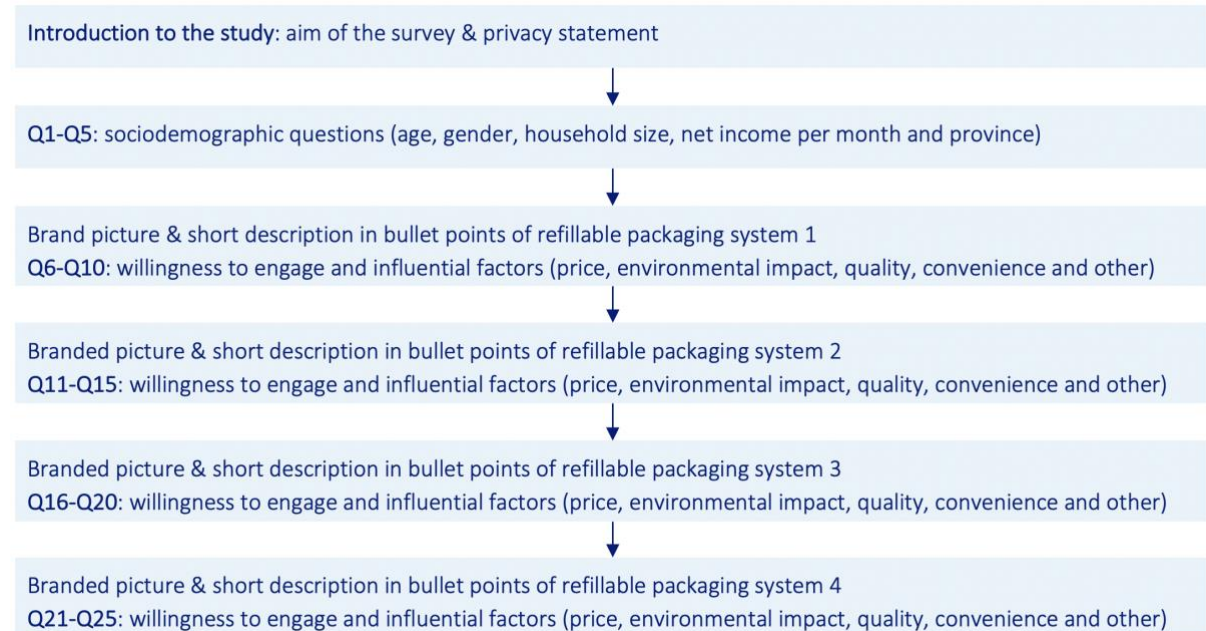 Introduction to the study: aim of the survey & privacy statement
Q1-Q5: sociodemographic questions (age, gender, household size, net income per month and province)
Brand picture & short description in bullet points of refillable packaging system 1
Q6-Q10: willingness to engage and influential factors (price, environmental impact, quality, convenience and other)
Branded picture & short description in bullet points of refillable packaging system 2
Q11-Q15: willingness to engage and influential factors (price, environmental impact, quality, convenience and other)
Branded picture & short description in bullet points of refillable packaging system 3
Q16-Q20: willingness to engage and influential factors (price, environmental impact, quality, convenience and other)
Branded picture & short description in bullet points of refillable packaging system 4
Q21-Q25: willingness to engage and influential factors (price, environmental impact, quality, convenience and other)